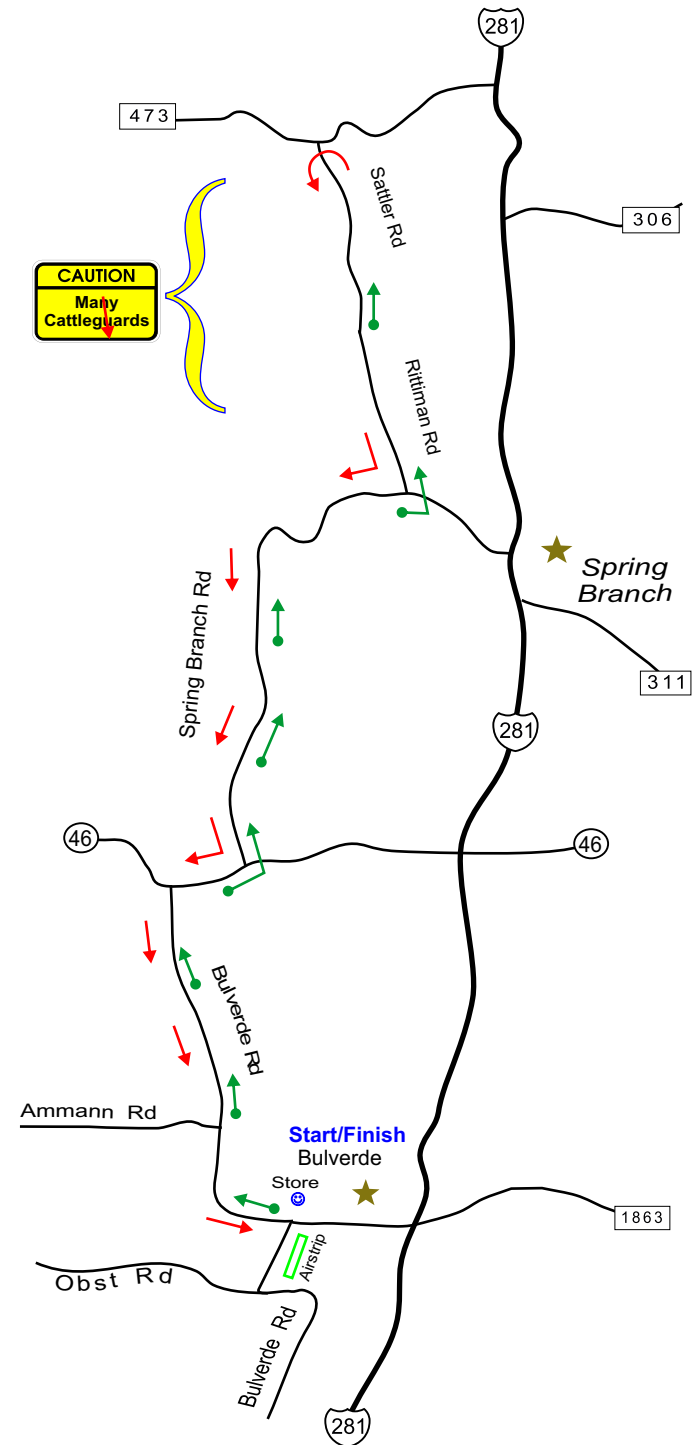 281
473
Sattler Rd
306
CAUTION
Many
Cattleguards
Rittiman Rd
Spring
Branch
Spring Branch Rd
311
281
46
46
Bulverde Rd
Ammann Rd
Start/Finish
Bulverde
Store
1863
Airstrip
Obst Rd
Bulverde Rd
281